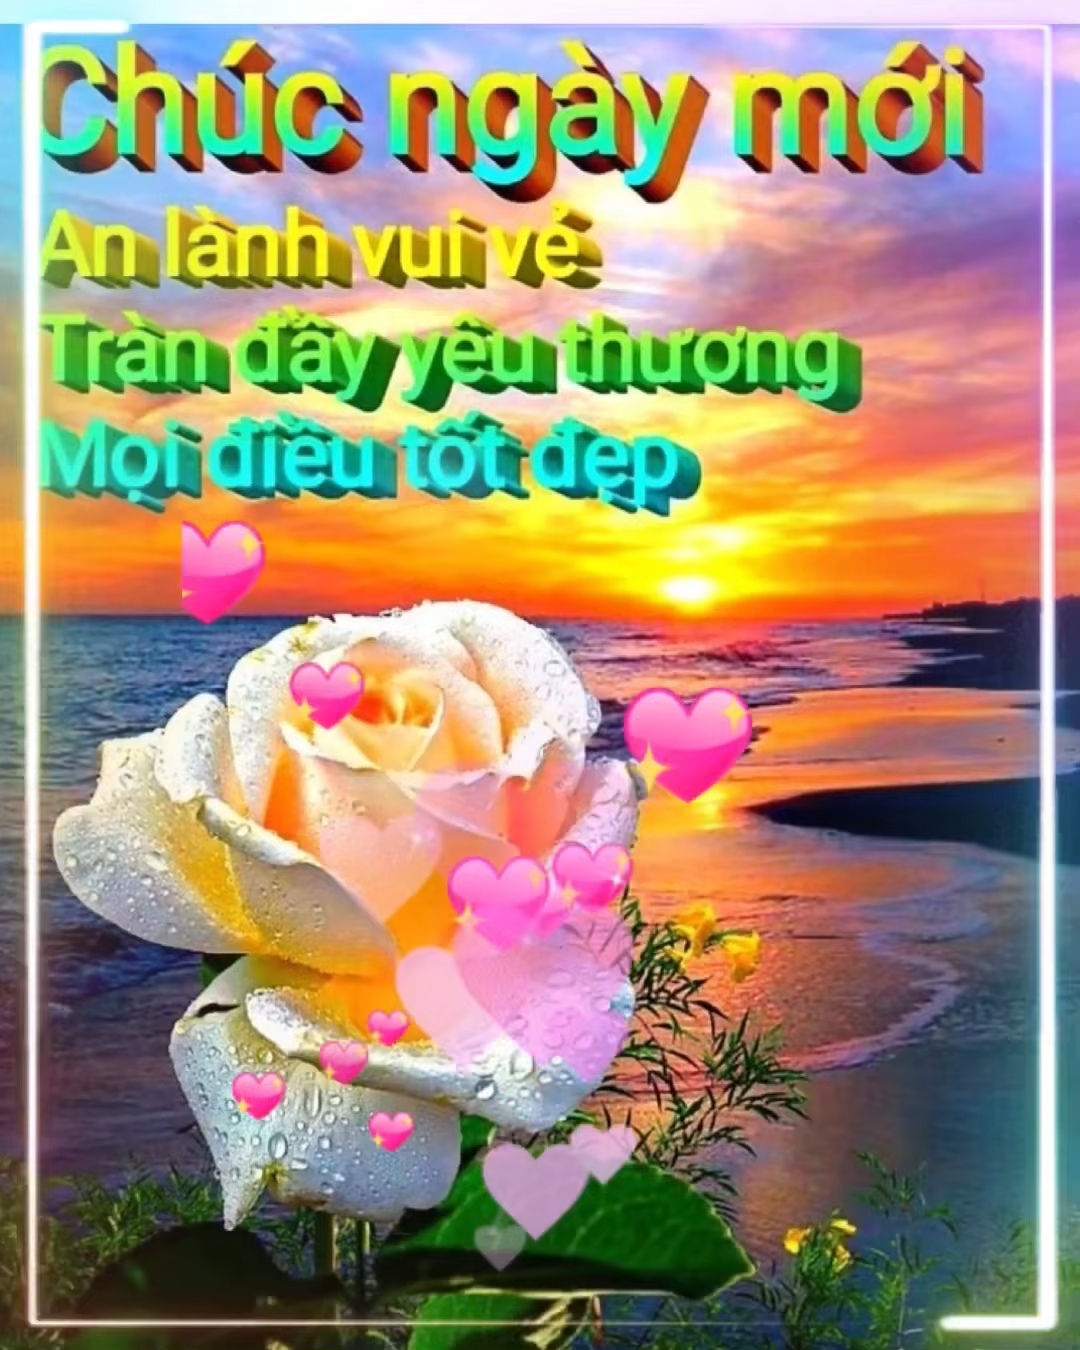 Chúc ngày mới
An lành vui vẻ
Tràn đầy yêu thương
Mọi điều tốt đẹp